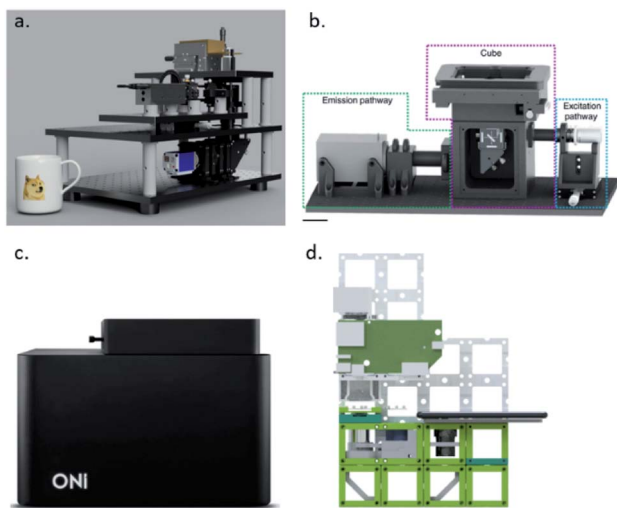 a.
b.
Cube
Emission pathway
Excitation
pathway
c.
ONi
d.